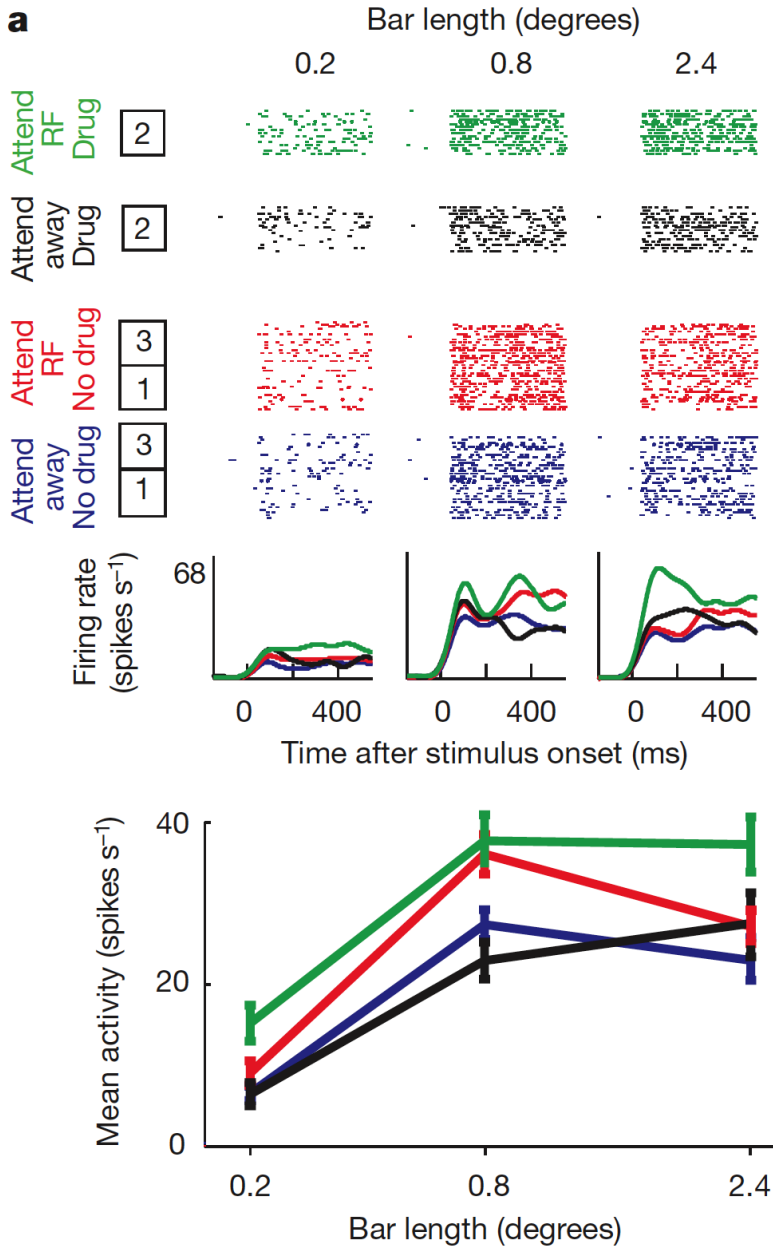 a
Bar length (degrees)
0.2 0.8 2.4
Attend
RF
Drug
2
Attend
away
Drug
2
Attend
RF
No drug
3
1
Attend
away
No drug
3
1
Firing rate
(spikes s⁻¹)
68
0 400 0 400 0 400
Time after stimulus onset (ms)
Mean activity (spikes s⁻¹)
40
20
0
0.2 0.8 2.4
Bar length (degrees)